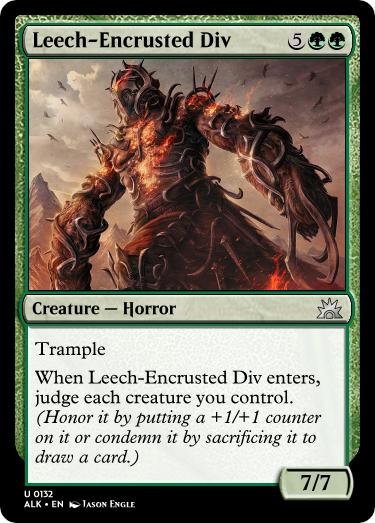 Leech-Encrusted Div 5
Creature — Horror
Trample
When Leech-Encrusted Div enters,
judge each creature you control.
(Honor it by putting a +1/+1 counter
on it or condemn it by sacrificing it to
draw a card.)
7/7
U 0132
ALK • EN Jason Engle